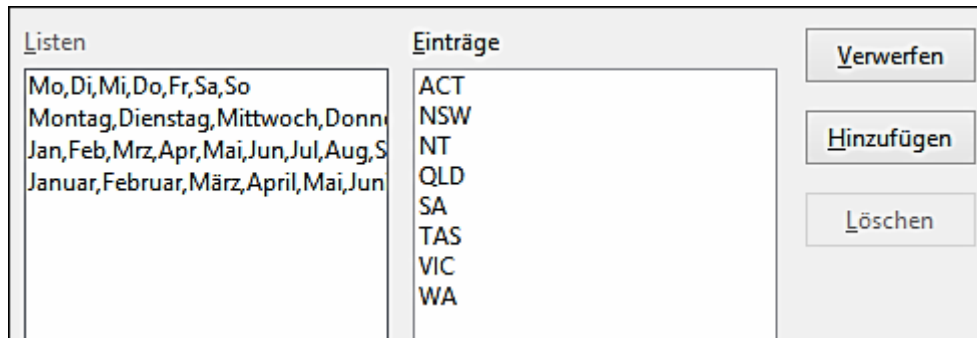 Listen
Mo,Di,Mi,Do,Fr,Sa,So
Montag,Dienstag,Mittwoch,Donn
Jan,Feb,Mrz,Apr,Mai,Jun,Jul,Aug,S
Januar,Februar,März,April,Mai,Juni
Einträge
ACT
NSW
NT
QLD
SA
TAS
VIC
WA
Verwerfen
Hinzufügen
Löschen